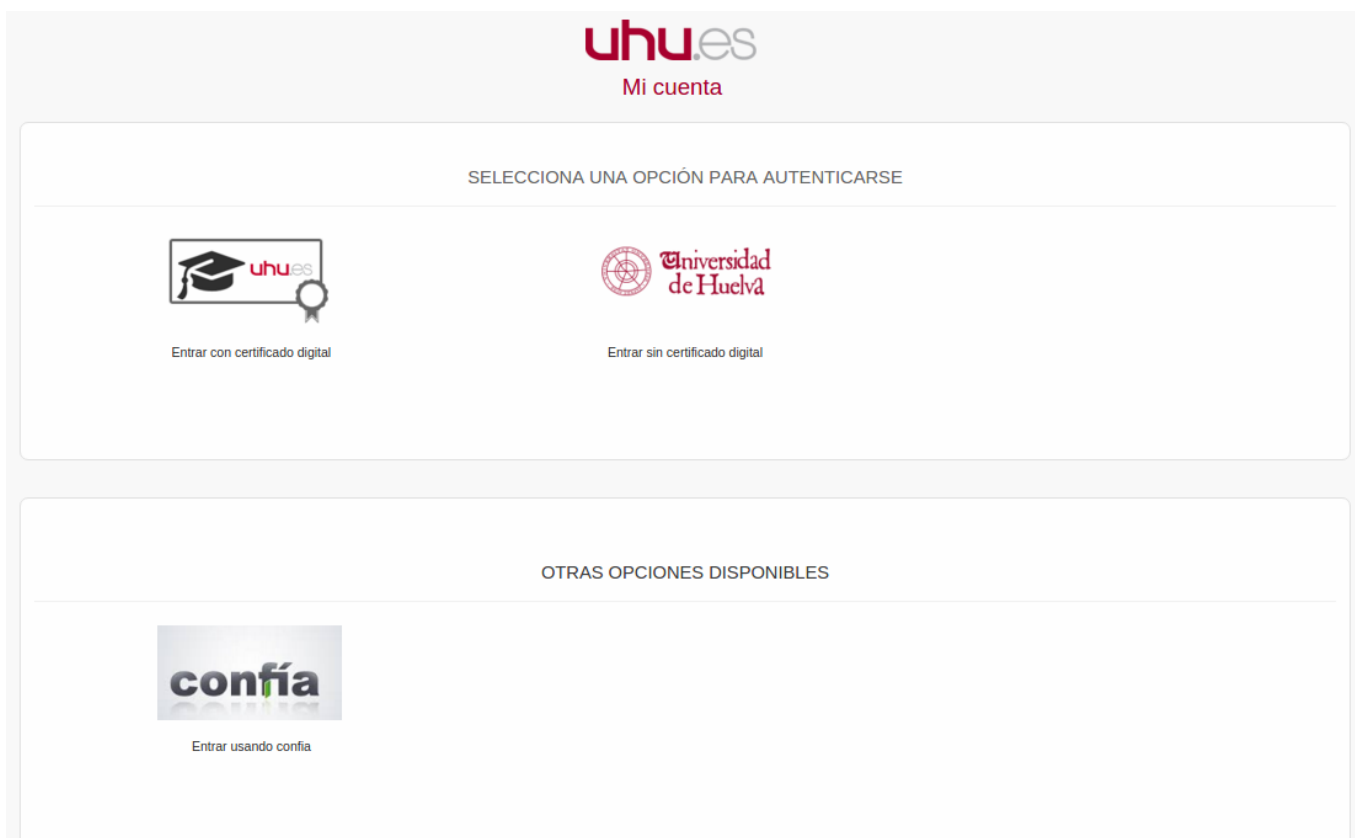 uhu.es
Mi cuenta
SELECCIONA UNA OPCIÓN PARA AUTENTICARSE
uhu.es
Universidad
de Huelva
Entrar con certificado digital
Entrar sin certificado digital
OTRAS OPCIONES DISPONIBLES
confía
Entrar usando confia